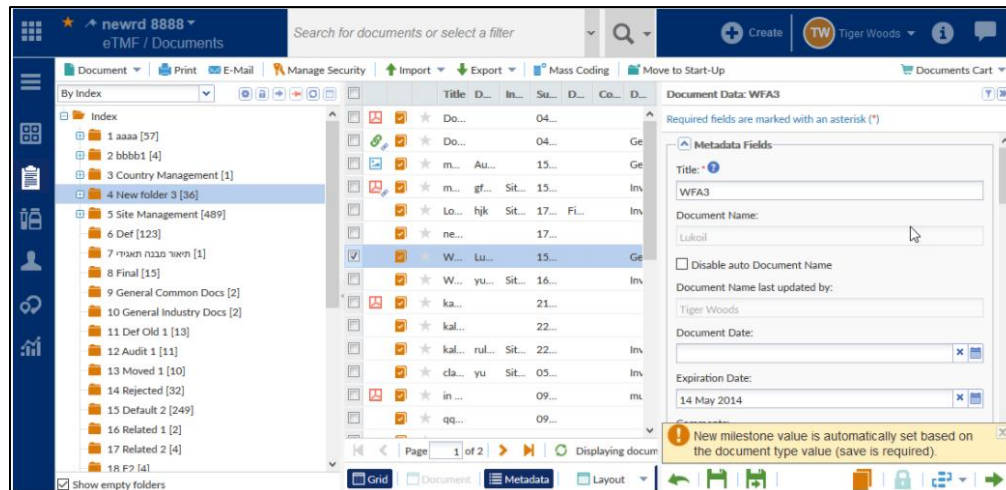 newrd 8888
eTMF / Documents
Search for documents or select a filter
Create
TW
Tiger Woods
Document
Print
E-Mail
Manage Security
Import
Export
Mass Coding
Move to Start-Up
Documents Cart
By Index
Index
1 aaaa [57]
2 bbbb1 [4]
3 Country Management [1]
4 New folder 3 [36]
5 Site Management [489]
6 Def [123]
7 תיאור מבנה תאגידי [1]
8 Final [15]
9 General Common Docs [2]
10 General Industry Docs [2]
11 Def Old 1 [13]
12 Audit 1 [11]
13 Moved 1 [10]
14 Rejected [32]
15 Default 2 [249]
16 Related 1 [2]
17 Related 2 [4]
18 F2 [4]
Show empty folders
Title D... In... Su... D... Co... D...
Do... 04...
Do... 04... Ge
m... Au... 15... Ge
m... gf... Sit... 15... Inv
Lo... hjk Sit... 17... Fi... Inv
ne... 17...
W... Lu... 15... Ge
W... yu... Sit... 16... Inv
ka... 21...
kal... 22...
kal... rul... Sit... 22... Inv
cla... yu Sit... 05... Inv
in ... 09... mu
qq... 09...
Page 1 of 2 Displaying docum
Grid
Document
Metadata
Layout
Document Data: WFA3
Required fields are marked with an asterisk (*)
Metadata Fields
Title: *
WFA3
Document Name:
Lukoil
Disable auto Document Name
Document Name last updated by:
Tiger Woods
Document Date:
Expiration Date:
14 May 2014
New milestone value is automatically set based on
the document type value (save is required).